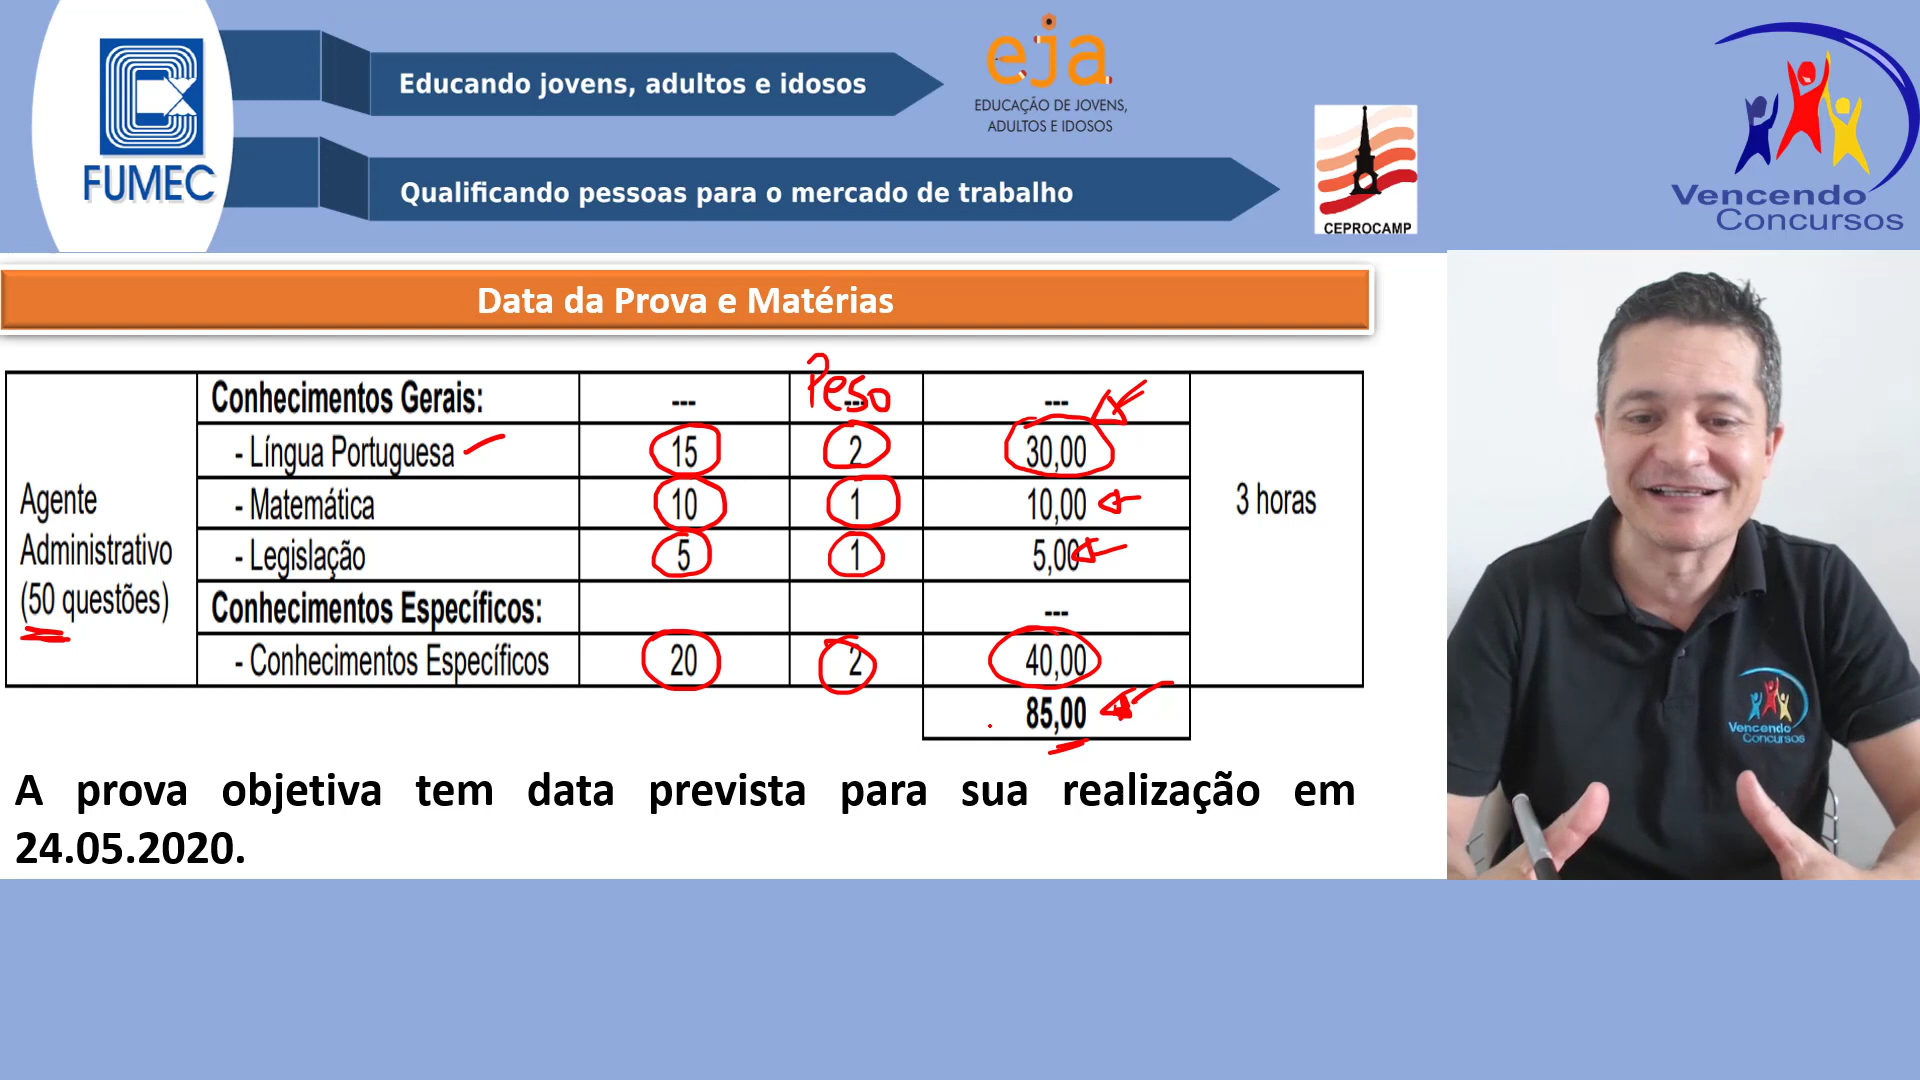 FUMEC
Educando jovens, adultos e idosos
eja
EDUCAÇÃO DE JOVENS,
ADULTOS E IDOSOS
Qualificando pessoas para o mercado de trabalho
CEPROCAMP
Vencendo
Concursos
Data da Prova e Matérias
Peso
Conhecimentos Gerais: --- --- ---
- Língua Portuguesa 15 2 30,00
- Matemática 10 1 10,00
- Legislação 5 1 5,00
Conhecimentos Específicos: ---
- Conhecimentos Específicos 20 2 40,00
85,00
Agente
Administrativo
(50 questões)
3 horas
A prova objetiva tem data prevista para sua realização em
24.05.2020.
Vencendo
Concursos